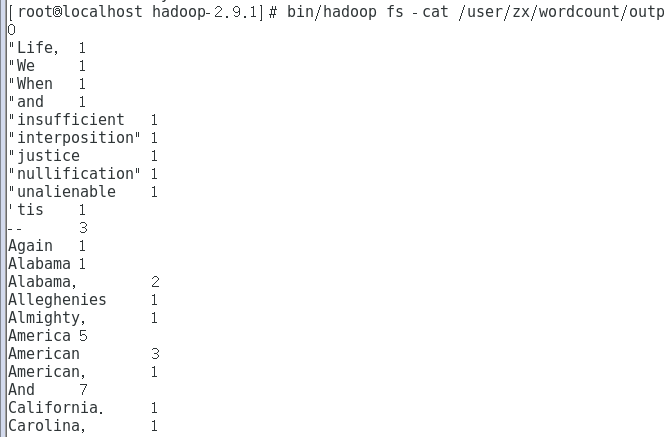 [root@localhost hadoop-2.9.1]# bin/hadoop fs -cat /user/zx/wordcount/outp
0
"Life, 1
"We 1
"When 1
"and 1
"insufficient 1
"interposition" 1
"justice 1
"nullification" 1
"unalienable 1
'tis 1
-- 3
Again 1
Alabama 1
Alabama, 2
Alleghenies 1
Almighty, 1
America 5
American 3
American, 1
And 7
California. 1
Carolina, 1